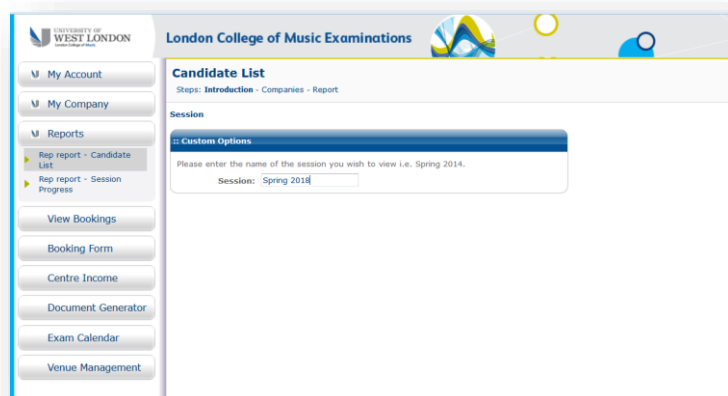 UNIVERSITY OF
WEST LONDON
London College of Music
London College of Music Examinations
My Account
My Company
Reports
Rep report - Candidate
List
Rep report - Session
Progress
View Bookings
Booking Form
Centre Income
Document Generator
Exam Calendar
Venue Management
Candidate List
Steps: Introduction - Companies - Report
Session
:: Custom Options
Please enter the name of the session you wish to view i.e. Spring 2014.
Session: Spring 2018